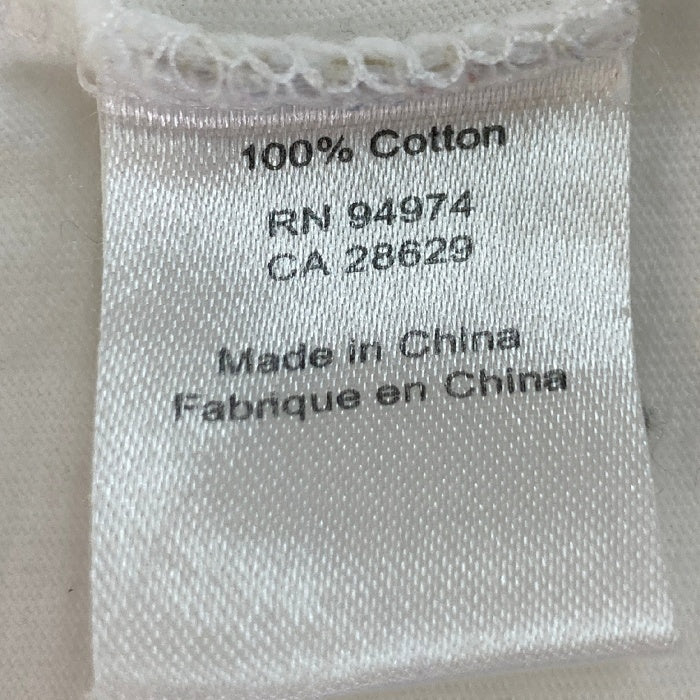 100% Cotton
RN 94974
CA 28629
Made in China
Fabrique en China